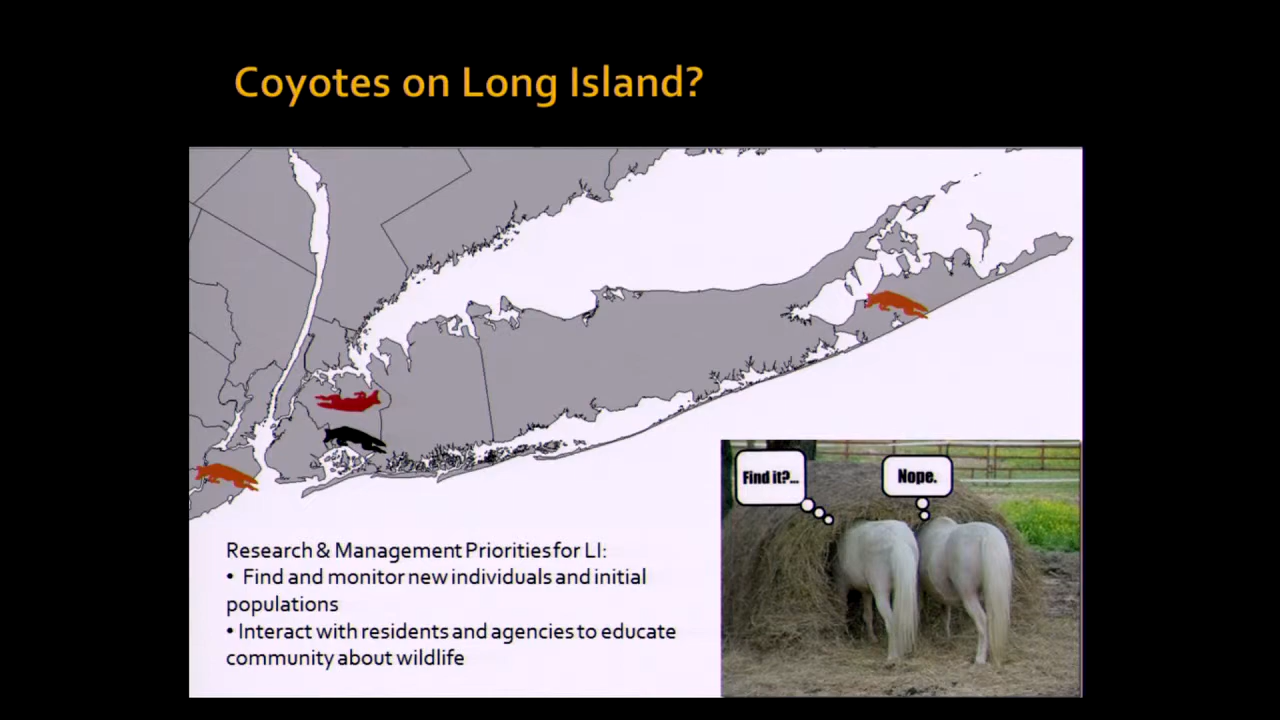 Coyotes on Long Island?
Find it?...
Nope.
Research & Management Priorities for LI:
• Find and monitor new individuals and initial
populations
• Interact with residents and agencies to educate
community about wildlife